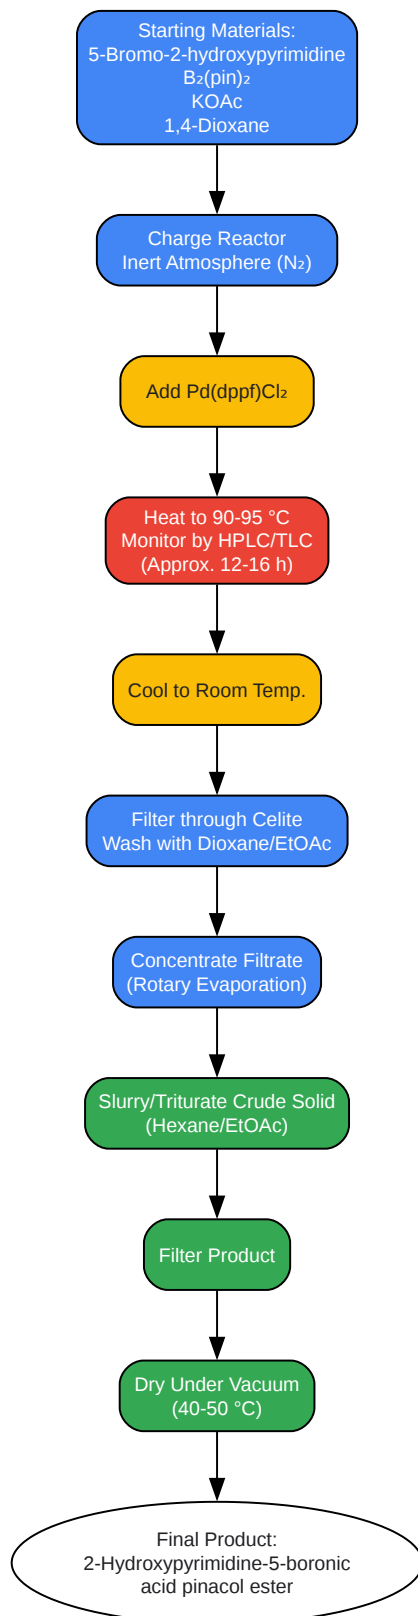 Starting Materials:
5-Bromo-2-hydroxypyrimidine
B₂(pin)₂
KOAc
1,4-Dioxane
Charge Reactor
Inert Atmosphere (N₂)
Add Pd(dppf)Cl₂
Heat to 90-95 °C
Monitor by HPLC/TLC
(Approx. 12-16 h)
Cool to Room Temp.
Filter through Celite
Wash with Dioxane/EtOAc
Concentrate Filtrate
(Rotary Evaporation)
Slurry/Triturate Crude Solid
(Hexane/EtOAc)
Filter Product
Dry Under Vacuum
(40-50 °C)
Final Product:
2-Hydroxypyrimidine-5-boronic
acid pinacol ester